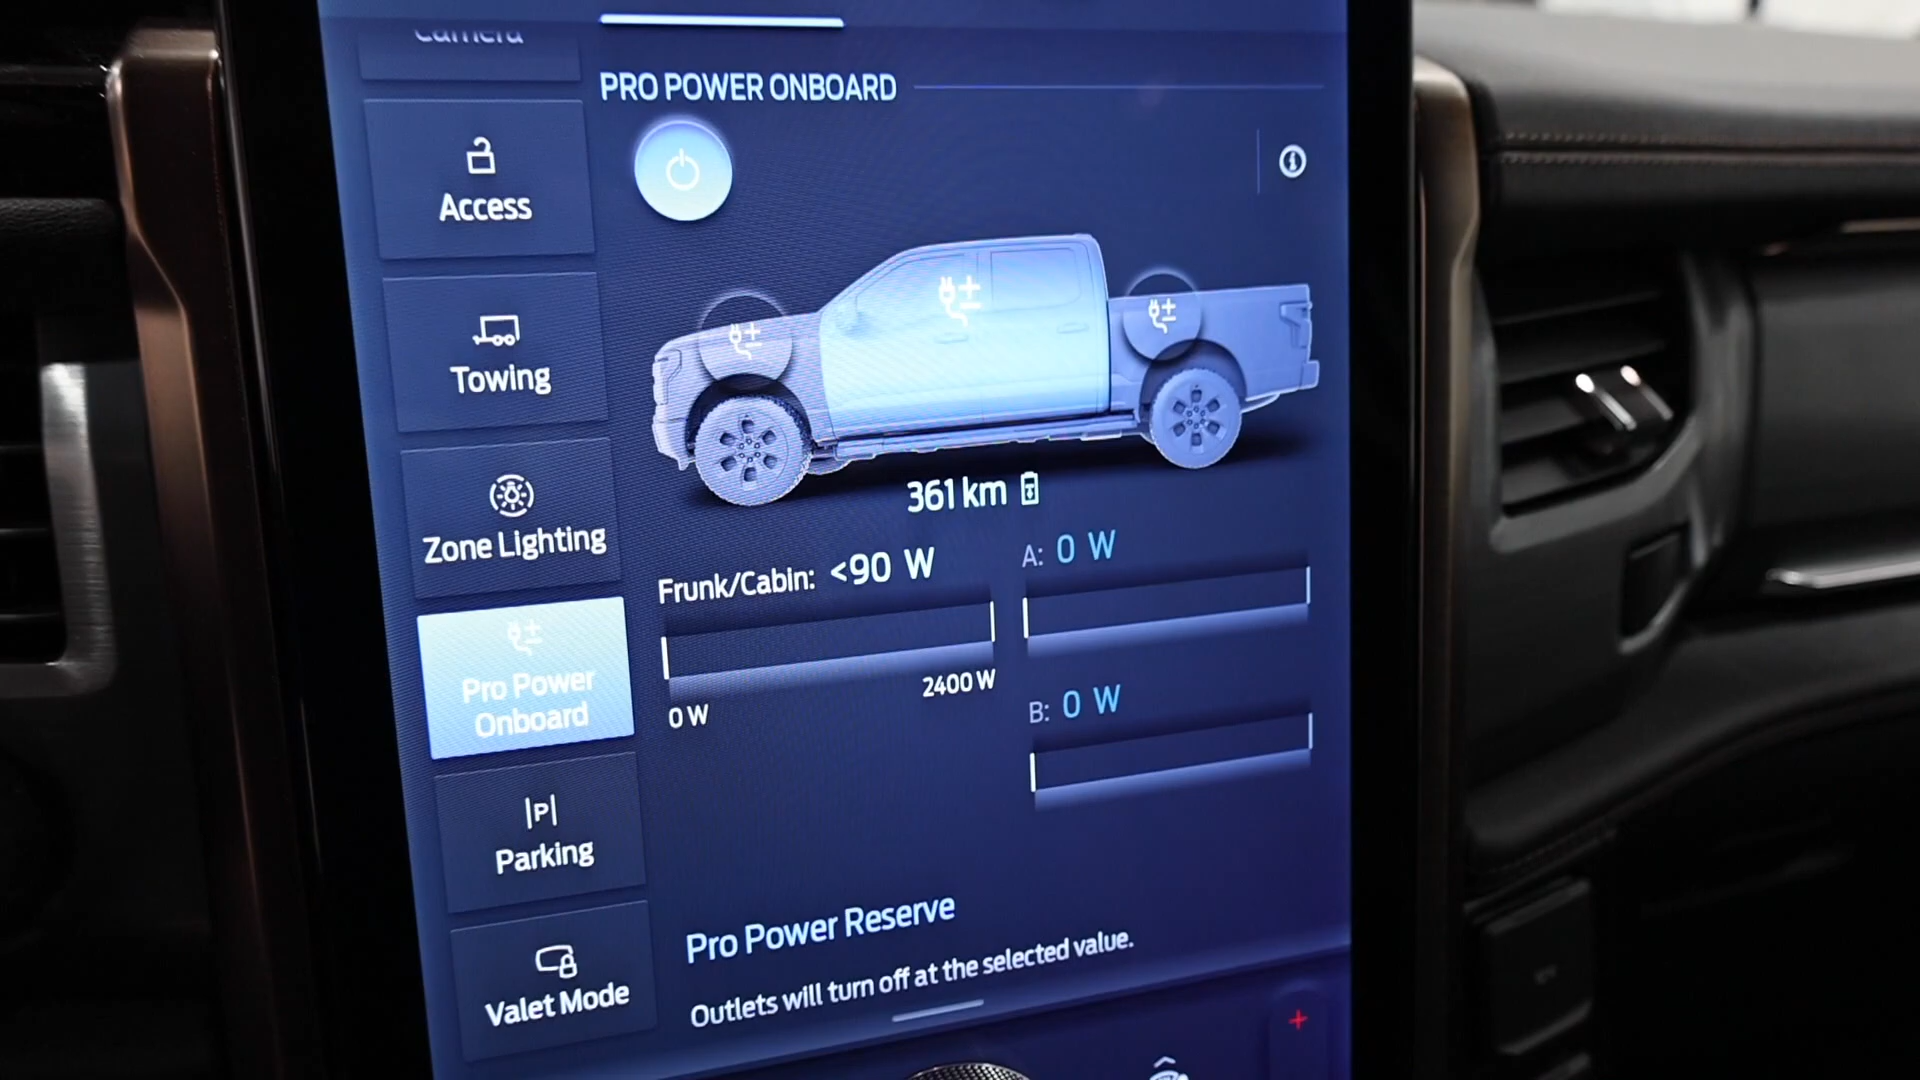 Camera
PRO POWER ONBOARD
Access
Towing
361 km
Zone Lighting
Frunk/Cabin: <90 W
A: 0 W
0 W
2400 W
B: 0 W
Pro Power
Onboard
P
Parking
Pro Power Reserve
Outlets will turn off at the selected value.
Valet Mode